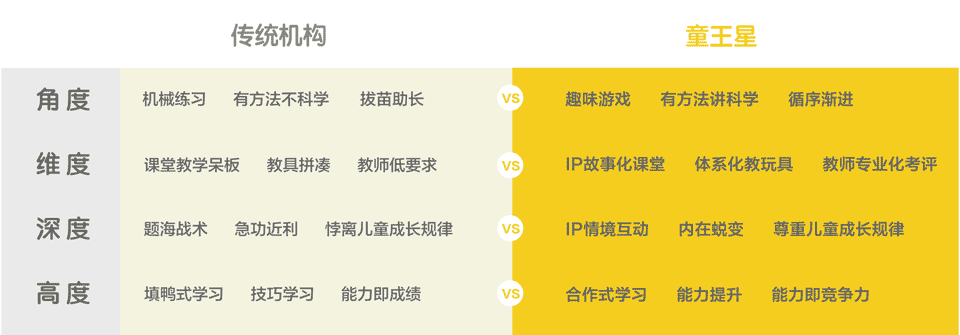 传统机构 童王星
角度 机械练习 有方法不科学 拔苗助长 VS 趣味游戏 有方法讲科学 循序渐进
维度 课堂教学呆板 教具拼凑 教师低要求 VS IP故事化课堂 体系化教玩具 教师专业化考评
深度 题海战术 急功近利 悖离儿童成长规律 VS IP情境互动 内在蜕变 尊重儿童成长规律
高度 填鸭式学习 技巧学习 能力即成绩 VS 合作式学习 能力提升 能力即竞争力